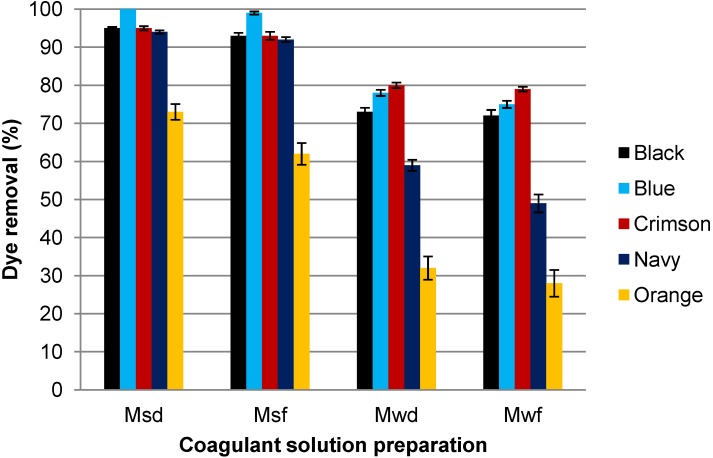 100
90
80
70
60
50
40
30
20
10
0
Dye removal (%)
Msd Msf Mwd Mwf
Coagulant solution preparation
Black
Blue
Crimson
Navy
Orange